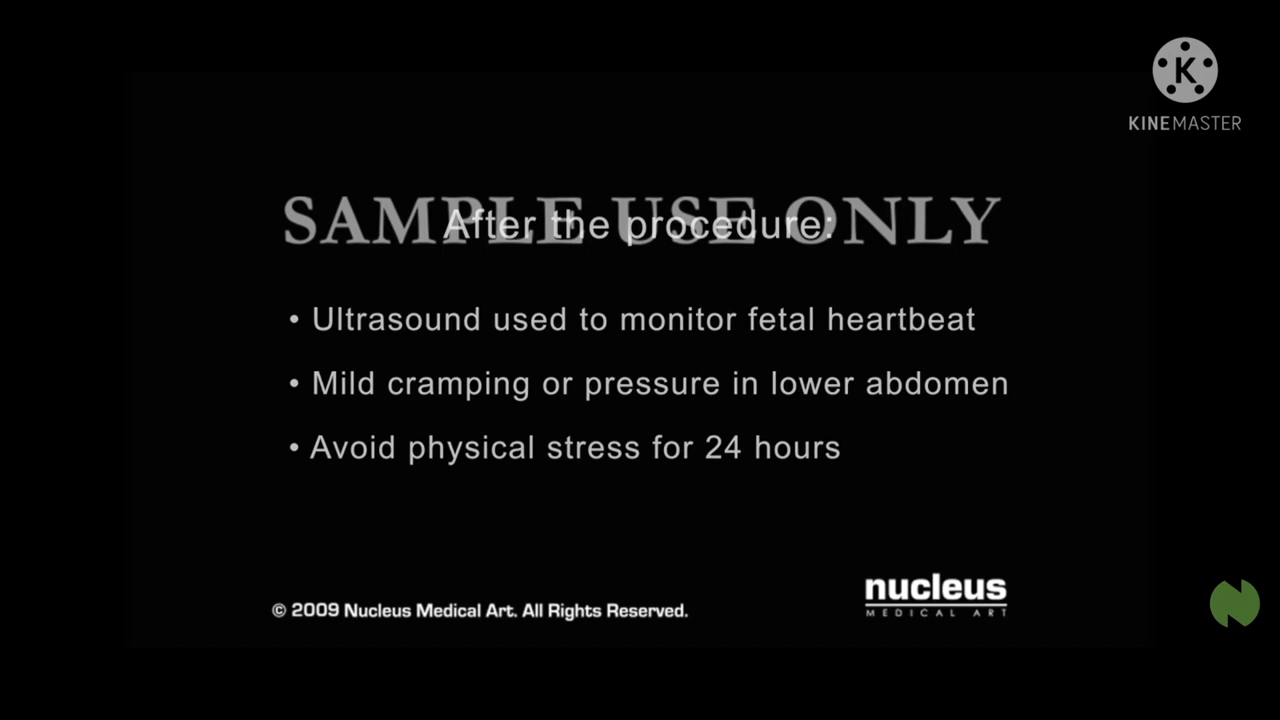 K
KINEMASTER
SAMPLE USE ONLY
After the procedure:
• Ultrasound used to monitor fetal heartbeat
• Mild cramping or pressure in lower abdomen
• Avoid physical stress for 24 hours
nucleus
MEDICAL ART
© 2009 Nucleus Medical Art. All Rights Reserved.